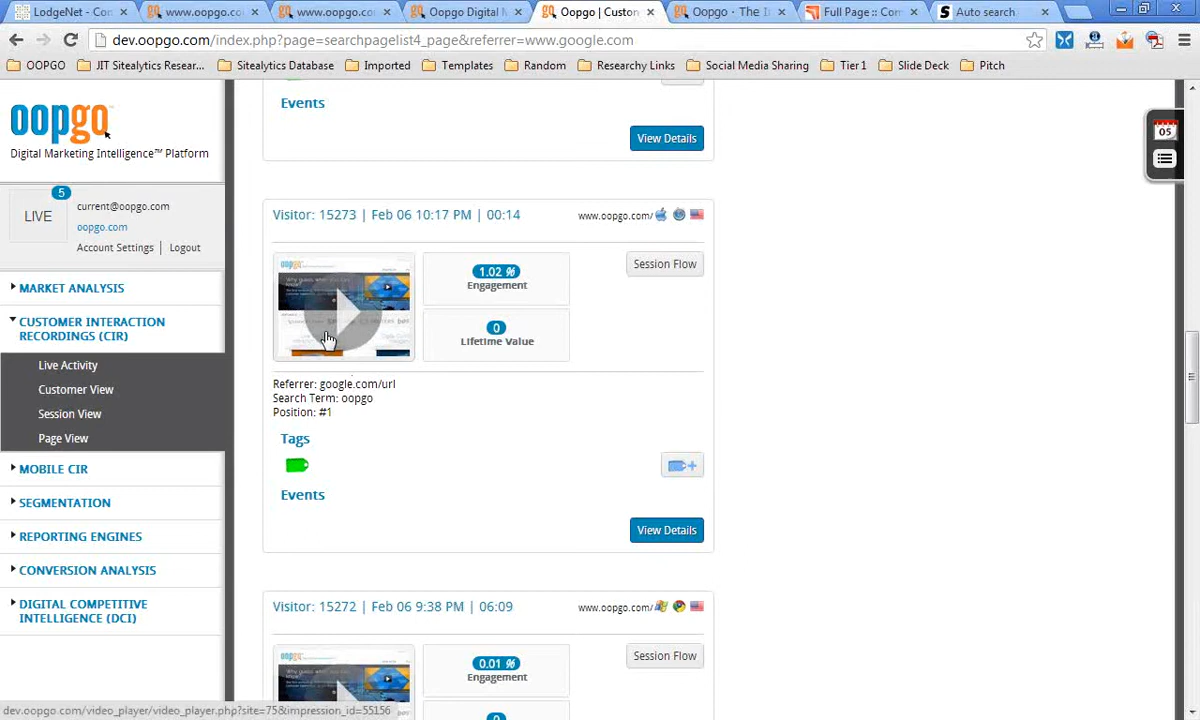 LodgeNet - Con
www.oopgo.co
www.oopgo.co
Oopgo Digital M
Oopgo | Custon
Oopgo - The I
Full Page :: Com
Auto search
dev.oopgo.com/index.php?page=searchpagelist4_page&referrer=www.google.com
OOPGO
JIT Sitealytics Resear...
Sitealytics Database
Imported
Templates
Random
Researchy Links
Social Media Sharing
Tier 1
Slide Deck
Pitch
oopgo
Digital Marketing Intelligence™ Platform
5
LIVE
current@oopgo.com
oopgo.com
Account Settings | Logout
MARKET ANALYSIS
CUSTOMER INTERACTION
RECORDINGS (CIR)
Live Activity
Customer View
Session View
Page View
MOBILE CIR
SEGMENTATION
REPORTING ENGINES
CONVERSION ANALYSIS
DIGITAL COMPETITIVE
INTELLIGENCE (DCI)
Events
View Details
05
Visitor: 15273 | Feb 06 10:17 PM | 00:14
www.oopgo.com/
1.02 %
Engagement
Session Flow
0
Lifetime Value
Referrer: google.com/url
Search Term: oopgo
Position: #1
Tags
Events
View Details
Visitor: 15272 | Feb 06 9:38 PM | 06:09
www.oopgo.com/
0.01 %
Engagement
Session Flow
0
dev.oopgo.com/video_player/video_player.php?site=75&impression_id=55156